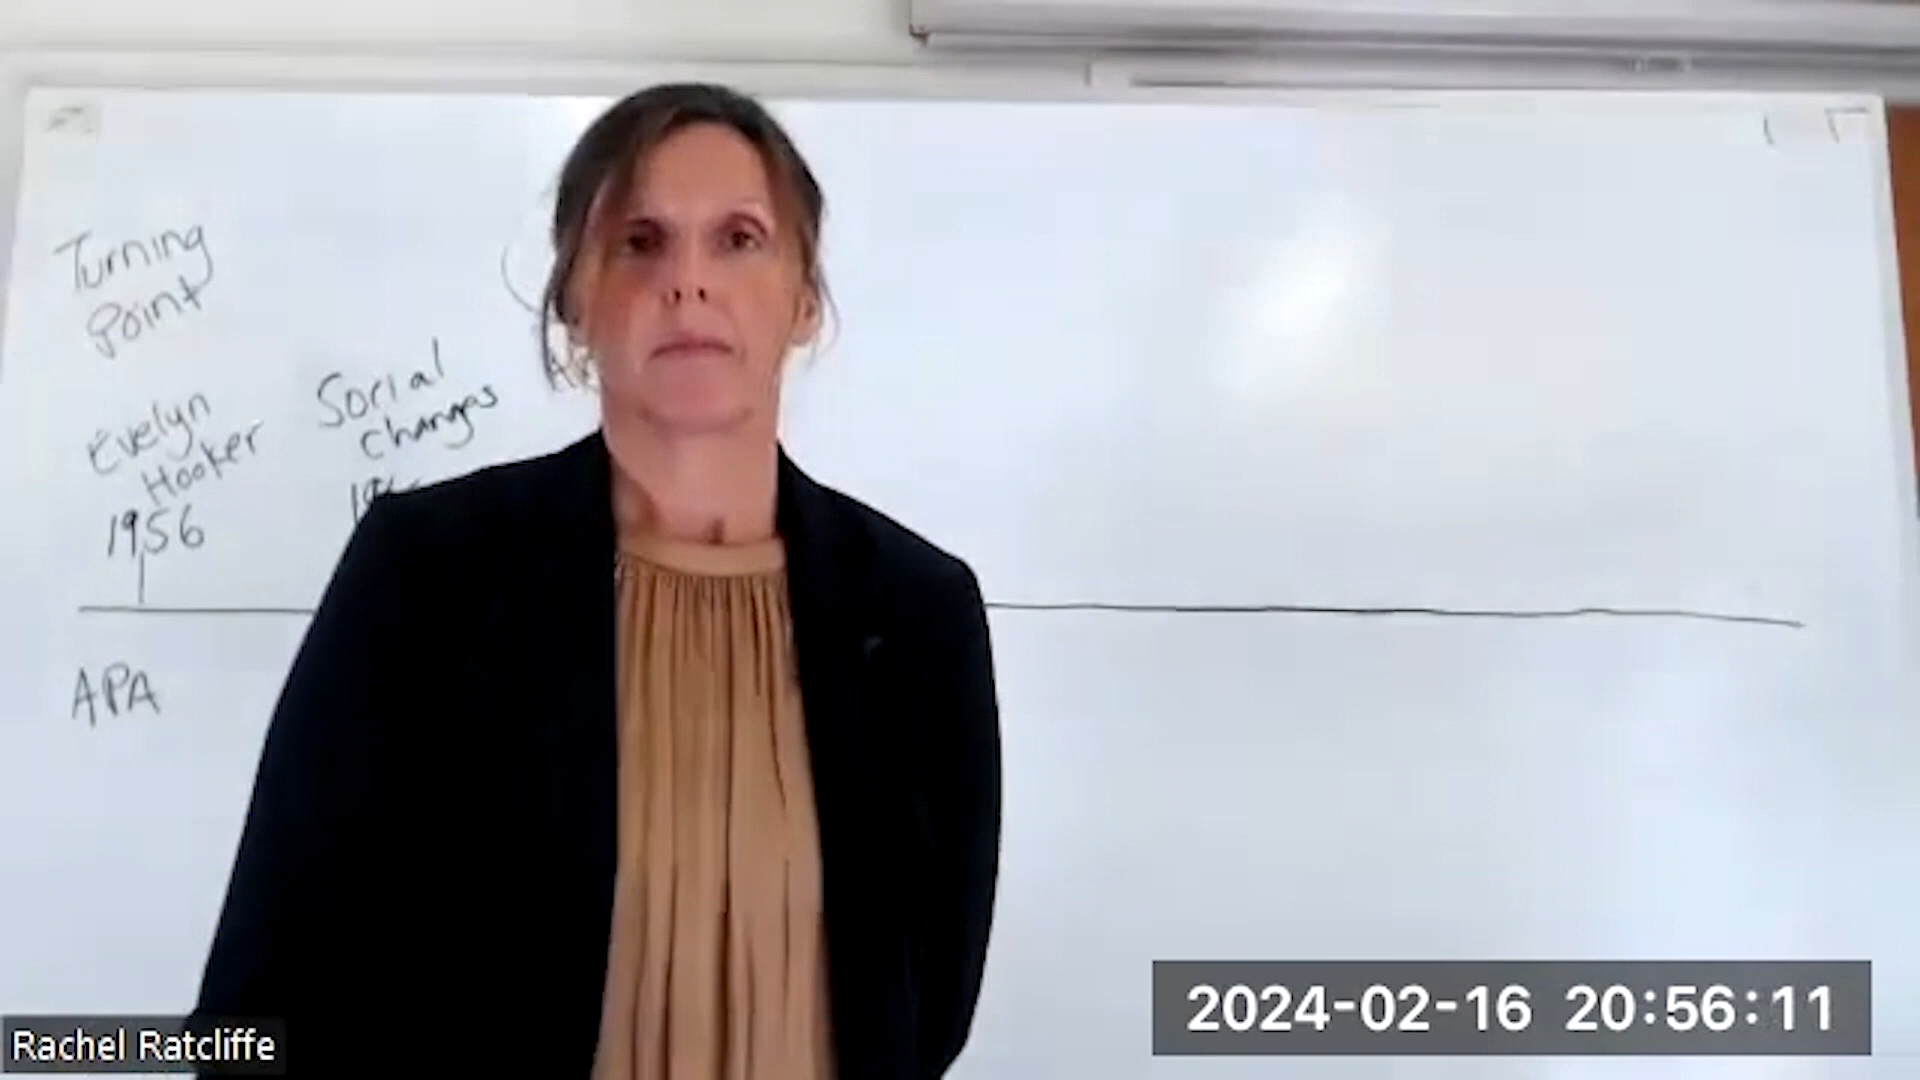 Turning
Point
Evelyn
Hooker
1956
Social
changes
APA
2024-02-16 20:56:11
Rachel Ratcliffe